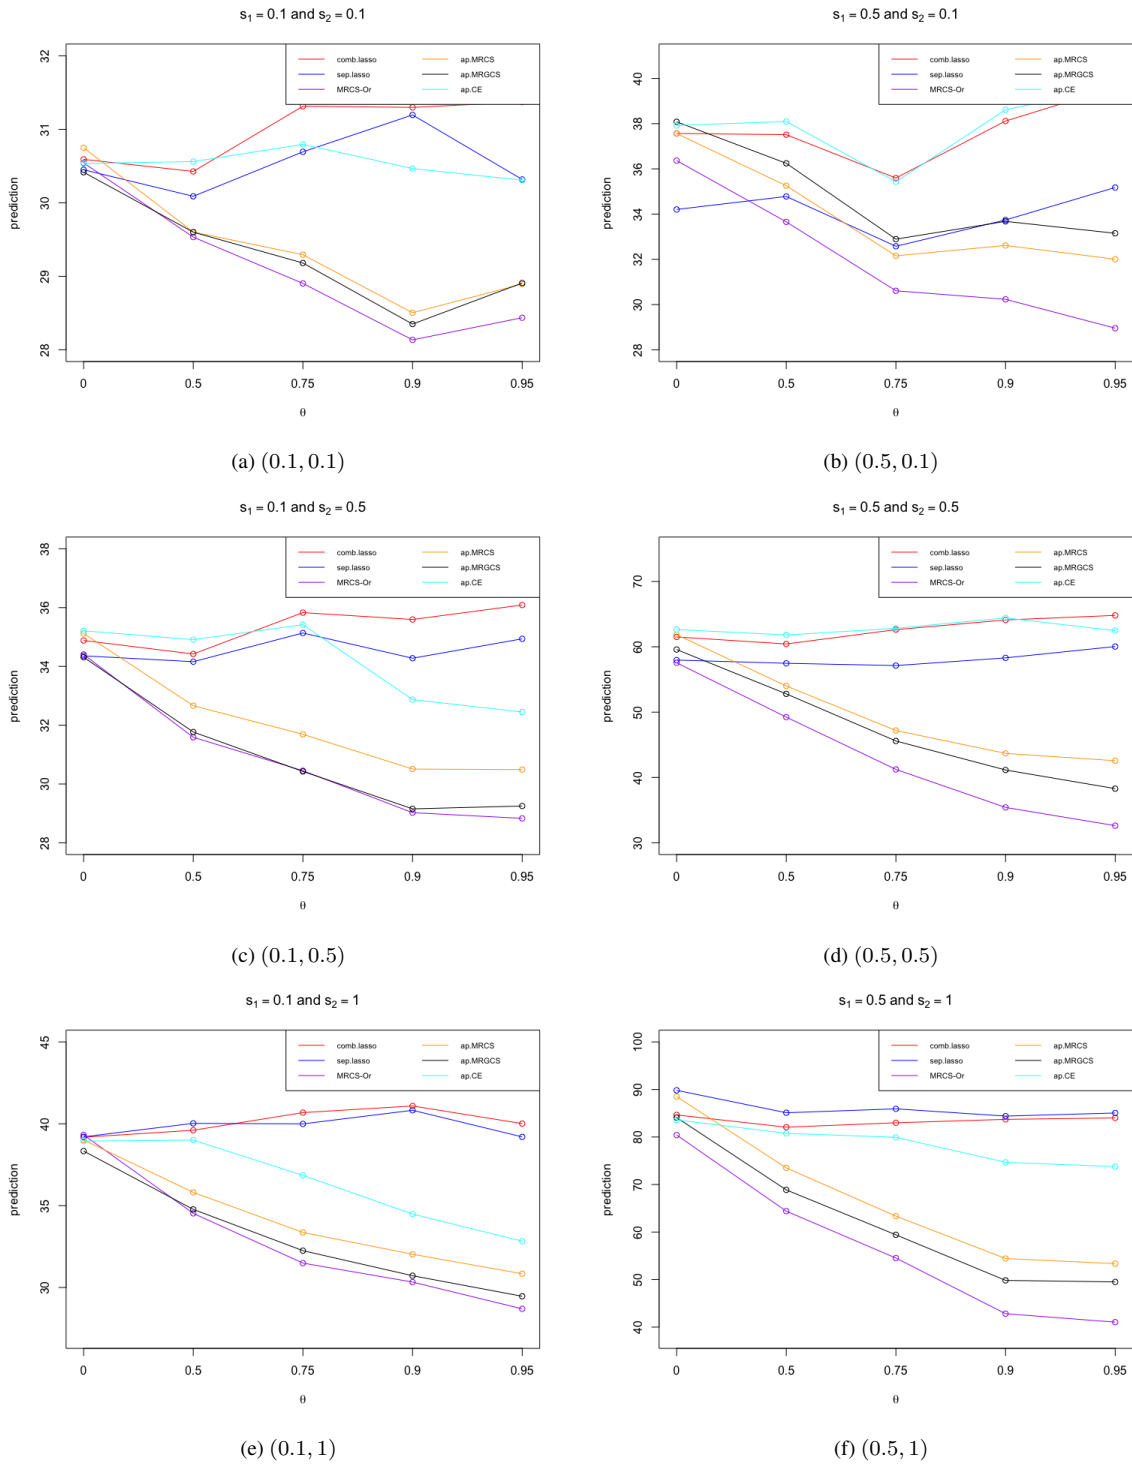 s1 = 0.1 and s2 = 0.1
comb.lasso ap.MRCS
sep.lasso ap.MRGCS
MRCS-Or ap.CE
prediction
32
31
30
29
28
0 0.5 0.75 0.9 0.95
θ
(a) (0.1, 0.1)
s1 = 0.5 and s2 = 0.1
comb.lasso ap.MRCS
sep.lasso ap.MRGCS
MRCS-Or ap.CE
prediction
40
38
36
34
32
30
28
0 0.5 0.75 0.9 0.95
θ
(b) (0.5, 0.1)
s1 = 0.1 and s2 = 0.5
comb.lasso ap.MRCS
sep.lasso ap.MRGCS
MRCS-Or ap.CE
prediction
38
36
34
32
30
28
0 0.5 0.75 0.9 0.95
θ
(c) (0.1, 0.5)
s1 = 0.5 and s2 = 0.5
comb.lasso ap.MRCS
sep.lasso ap.MRGCS
MRCS-Or ap.CE
prediction
70
60
50
40
30
0 0.5 0.75 0.9 0.95
θ
(d) (0.5, 0.5)
s1 = 0.1 and s2 = 1
comb.lasso ap.MRCS
sep.lasso ap.MRGCS
MRCS-Or ap.CE
prediction
45
40
35
30
0 0.5 0.75 0.9 0.95
θ
(e) (0.1, 1)
s1 = 0.5 and s2 = 1
comb.lasso ap.MRCS
sep.lasso ap.MRGCS
MRCS-Or ap.CE
prediction
100
90
80
70
60
50
40
0 0.5 0.75 0.9 0.95
θ
(f) (0.5, 1)